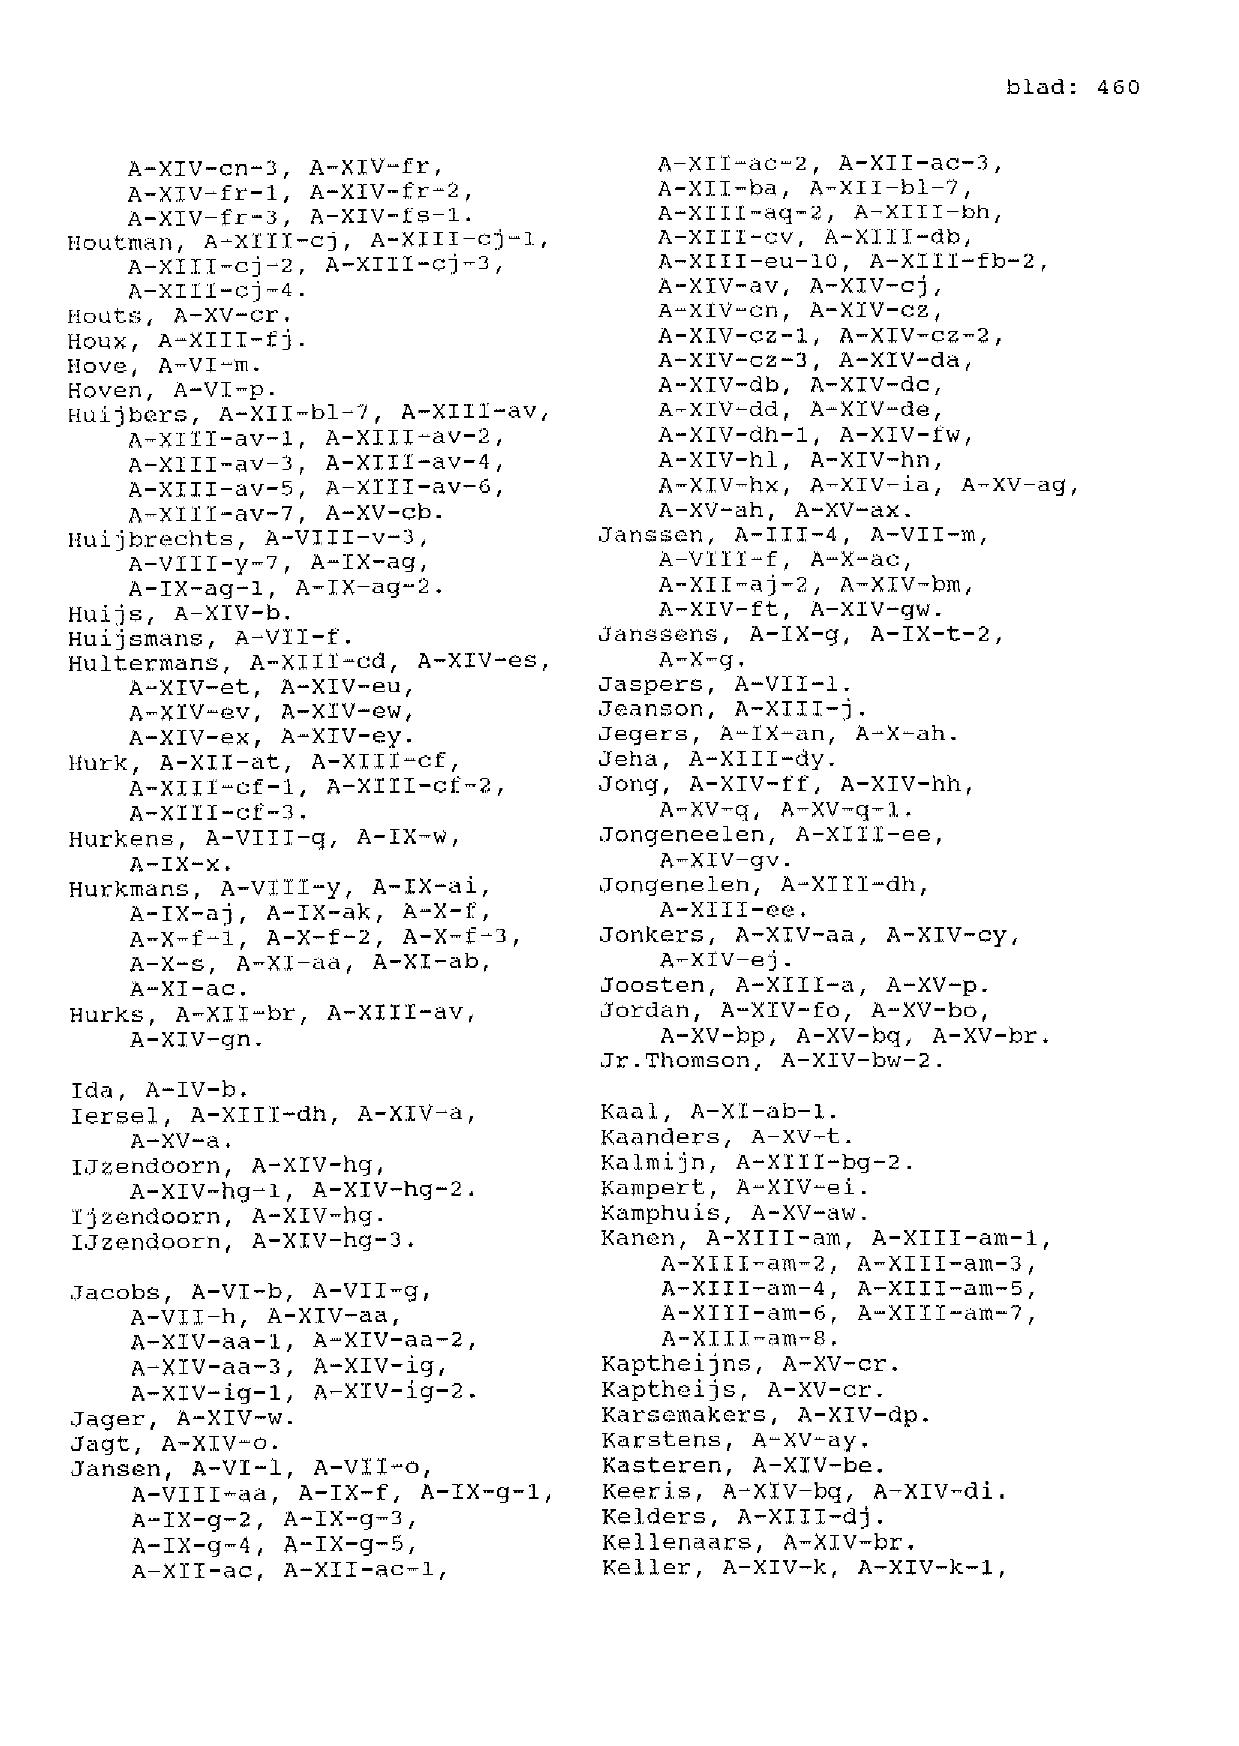 blad: 460
A-XIV-cn-3, A-XIV-fr,
A-XIV-fr-1, A-XIV-fr-2,
A-XIV-fr-3, A-XIV-fs-1.
Houtman, A-XIII-cj, A-XIII-cj-1,
A-XIII-cj-2, A-XIII-cj-3,
A-XIII-cj-4.
Houts, A-XV-cr.
Houx, A-XIII-fj.
Hove, A-VI-m.
Hoven, A-VI-p.
Huijbers, A-XII-bl-7, A-XIII-av,
A-XIII-av-1, A-XIII-av-2,
A-XIII-av-3, A-XIII-av-4,
A-XIII-av-5, A-XIII-av-6,
A-XIII-av-7, A-XV-cb.
Huijbrechts, A-VIII-v-3,
A-VIII-y-7, A-IX-ag,
A-IX-ag-1, A-IX-ag-2.
Huijs, A-XIV-b.
Huijsmans, A-VII-f.
Hultermans, A-XIII-cd, A-XIV-es,
A-XIV-et, A-XIV-eu,
A-XIV-ev, A-XIV-ew,
A-XIV-ex, A-XIV-ey.
Hurk, A-XII-at, A-XIII-cf,
A-XIII-cf-1, A-XIII-cf-2,
A-XIII-cf-3.
Hurkens, A-VIII-q, A-IX-w,
A-IX-x.
Hurkmans, A-VIII-y, A-IX-ai,
A-IX-aj, A-IX-ak, A-X-f,
A-X-f-1, A-X-f-2, A-X-f-3,
A-X-s, A-XI-aa, A-XI-ab,
A-XI-ac.
Hurks, A-XII-br, A-XIII-av,
A-XIV-gn.
Ida, A-IV-b.
Iersel, A-XIII-dh, A-XIV-a,
A-XV-a.
IJzendoorn, A-XIV-hg,
A-XIV-hg-1, A-XIV-hg-2.
Ijzendoorn, A-XIV-hg.
IJzendoorn, A-XIV-hg-3.
Jacobs, A-VI-b, A-VII-g,
A-VII-h, A-XIV-aa,
A-XIV-aa-1, A-XIV-aa-2,
A-XIV-aa-3, A-XIV-ig,
A-XIV-ig-1, A-XIV-ig-2.
Jager, A-XIV-w.
Jagt, A-XIV-o.
Jansen, A-VI-l, A-VII-o,
A-VIII-aa, A-IX-f, A-IX-g-1,
A-IX-g-2, A-IX-g-3,
A-IX-g-4, A-IX-g-5,
A-XII-ac, A-XII-ac-1,
A-XII-ac-2, A-XII-ac-3,
A-XII-ba, A-XII-bl-7,
A-XIII-aq-2, A-XIII-bh,
A-XIII-cv, A-XIII-db,
A-XIII-eu-10, A-XIII-fb-2,
A-XIV-av, A-XIV-cj,
A-XIV-cn, A-XIV-cz,
A-XIV-cz-1, A-XIV-cz-2,
A-XIV-cz-3, A-XIV-da,
A-XIV-db, A-XIV-dc,
A-XIV-dd, A-XIV-de,
A-XIV-dh-1, A-XIV-fw,
A-XIV-hl, A-XIV-hn,
A-XIV-hx, A-XIV-ia, A-XV-ag,
A-XV-ah, A-XV-ax.
Janssen, A-III-4, A-VII-m,
A-VIII-f, A-X-ac,
A-XII-aj-2, A-XIV-bm,
A-XIV-ft, A-XIV-gw.
Janssens, A-IX-g, A-IX-t-2,
A-X-g.
Jaspers, A-VII-l.
Jeanson, A-XIII-j.
Jegers, A-IX-an, A-X-ah.
Jeha, A-XIII-dy.
Jong, A-XIV-ff, A-XIV-hh,
A-XV-q, A-XV-q-1.
Jongeneelen, A-XIII-ee,
A-XIV-gv.
Jongenelen, A-XIII-dh,
A-XIII-ee.
Jonkers, A-XIV-aa, A-XIV-cy,
A-XIV-ej.
Joosten, A-XIII-a, A-XV-p.
Jordan, A-XIV-fo, A-XV-bo,
A-XV-bp, A-XV-bq, A-XV-br.
Jr.Thomson, A-XIV-bw-2.
Kaal, A-XI-ab-1.
Kaanders, A-XV-t.
Kalmijn, A-XIII-bg-2.
Kampert, A-XIV-ei.
Kamphuis, A-XV-aw.
Kanen, A-XIII-am, A-XIII-am-1,
A-XIII-am-2, A-XIII-am-3,
A-XIII-am-4, A-XIII-am-5,
A-XIII-am-6, A-XIII-am-7,
A-XIII-am-8.
Kaptheijns, A-XV-cr.
Kaptheijs, A-XV-cr.
Karsemakers, A-XIV-dp.
Karstens, A-XV-ay.
Kasteren, A-XIV-be.
Keeris, A-XIV-bq, A-XIV-di.
Kelders, A-XIII-dj.
Kellenaars, A-XIV-br.
Keller, A-XIV-k, A-XIV-k-1,